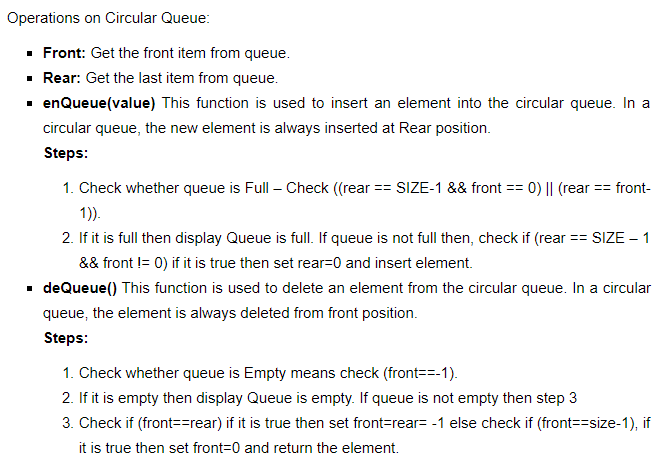 Operations on Circular Queue:
▪ Front: Get the front item from queue.
▪ Rear: Get the last item from queue.
▪ enQueue(value) This function is used to insert an element into the circular queue. In a
circular queue, the new element is always inserted at Rear position.
Steps:
1. Check whether queue is Full – Check ((rear == SIZE-1 && front == 0) || (rear == front-
1)).
2. If it is full then display Queue is full. If queue is not full then, check if (rear == SIZE – 1
&& front != 0) if it is true then set rear=0 and insert element.
▪ deQueue() This function is used to delete an element from the circular queue. In a circular
queue, the element is always deleted from front position.
Steps:
1. Check whether queue is Empty means check (front==-1).
2. If it is empty then display Queue is empty. If queue is not empty then step 3
3. Check if (front==rear) if it is true then set front=rear= -1 else check if (front==size-1), if
it is true then set front=0 and return the element.